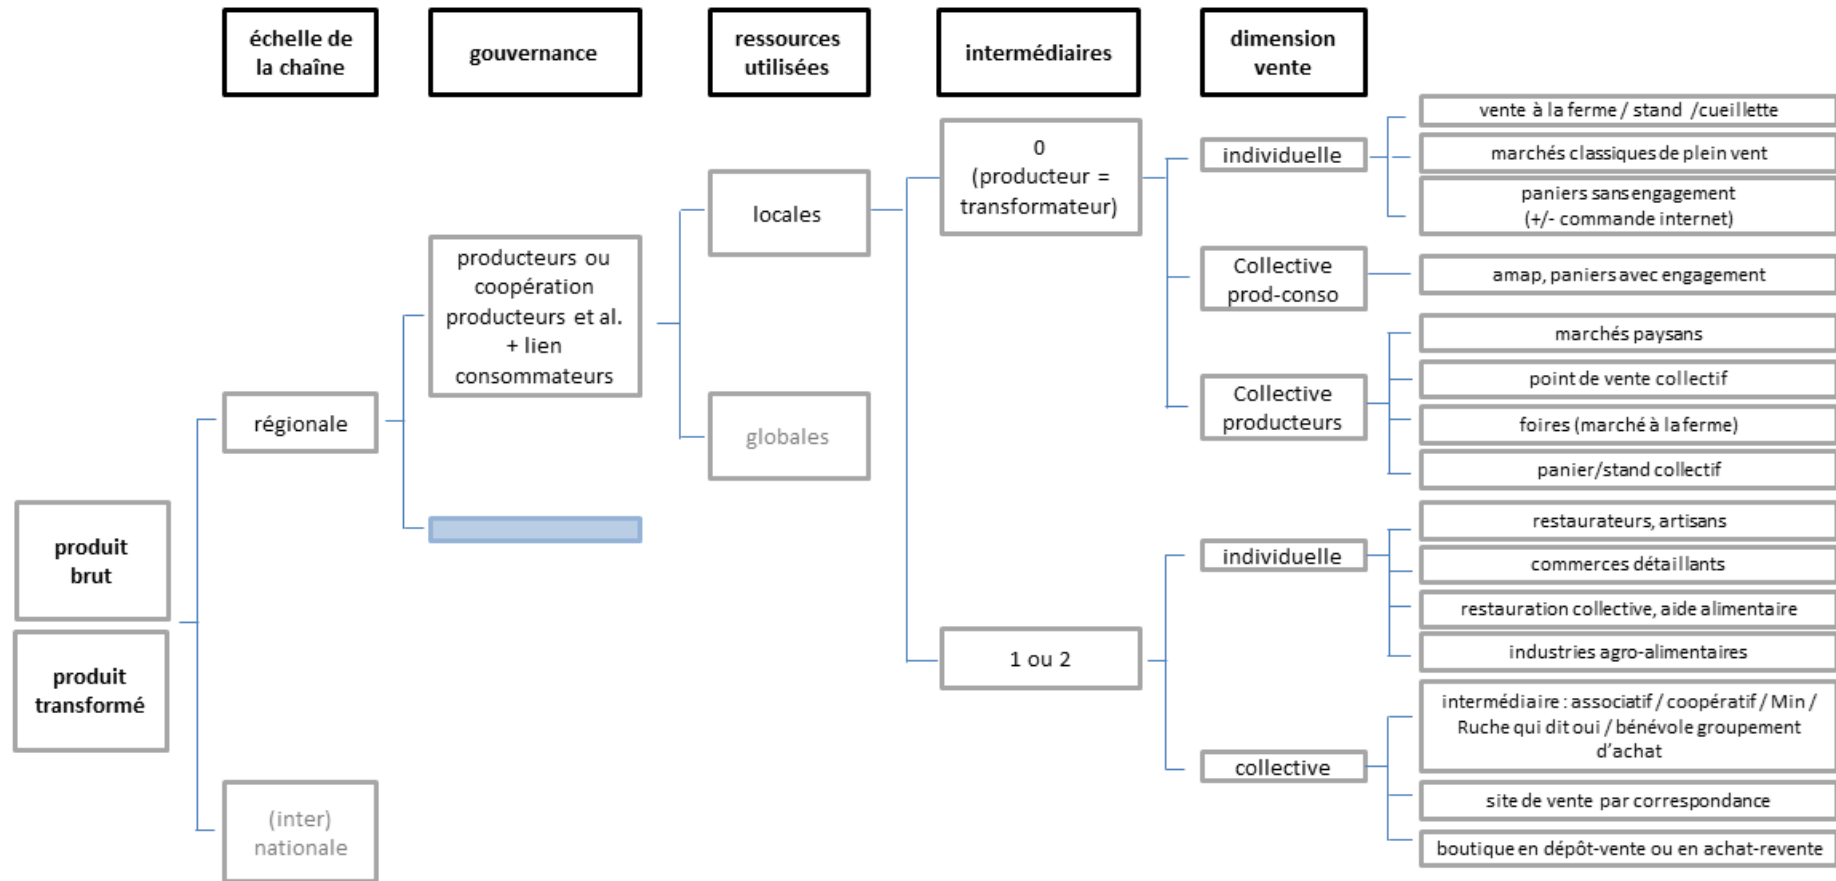 échelle de
la chaîne
gouvernance
ressources
utilisées
intermédiaires
dimension
vente
produit
brut
produit
transformé
régionale
(inter)
nationale
producteurs ou
coopération
producteurs et al.
+ lien
consommateurs
locales
globales
0
(producteur =
transformateur)
1 ou 2
individuelle
Collective
prod-conso
Collective
producteurs
individuelle
collective
vente à la ferme / stand /cueillette
marchés classiques de plein vent
paniers sans engagement
(+/- commande internet)
amap, paniers avec engagement
marchés paysans
point de vente collectif
foires (marché à la ferme)
panier/stand collectif
restaurateurs, artisans
commerces détaillants
restauration collective, aide alimentaire
industries agro-alimentaires
intermédiaire : associatif / coopératif / Min /
Ruche qui dit oui / bénévole groupement
d'achat
site de vente par correspondance
boutique en dépôt-vente ou en achat-revente